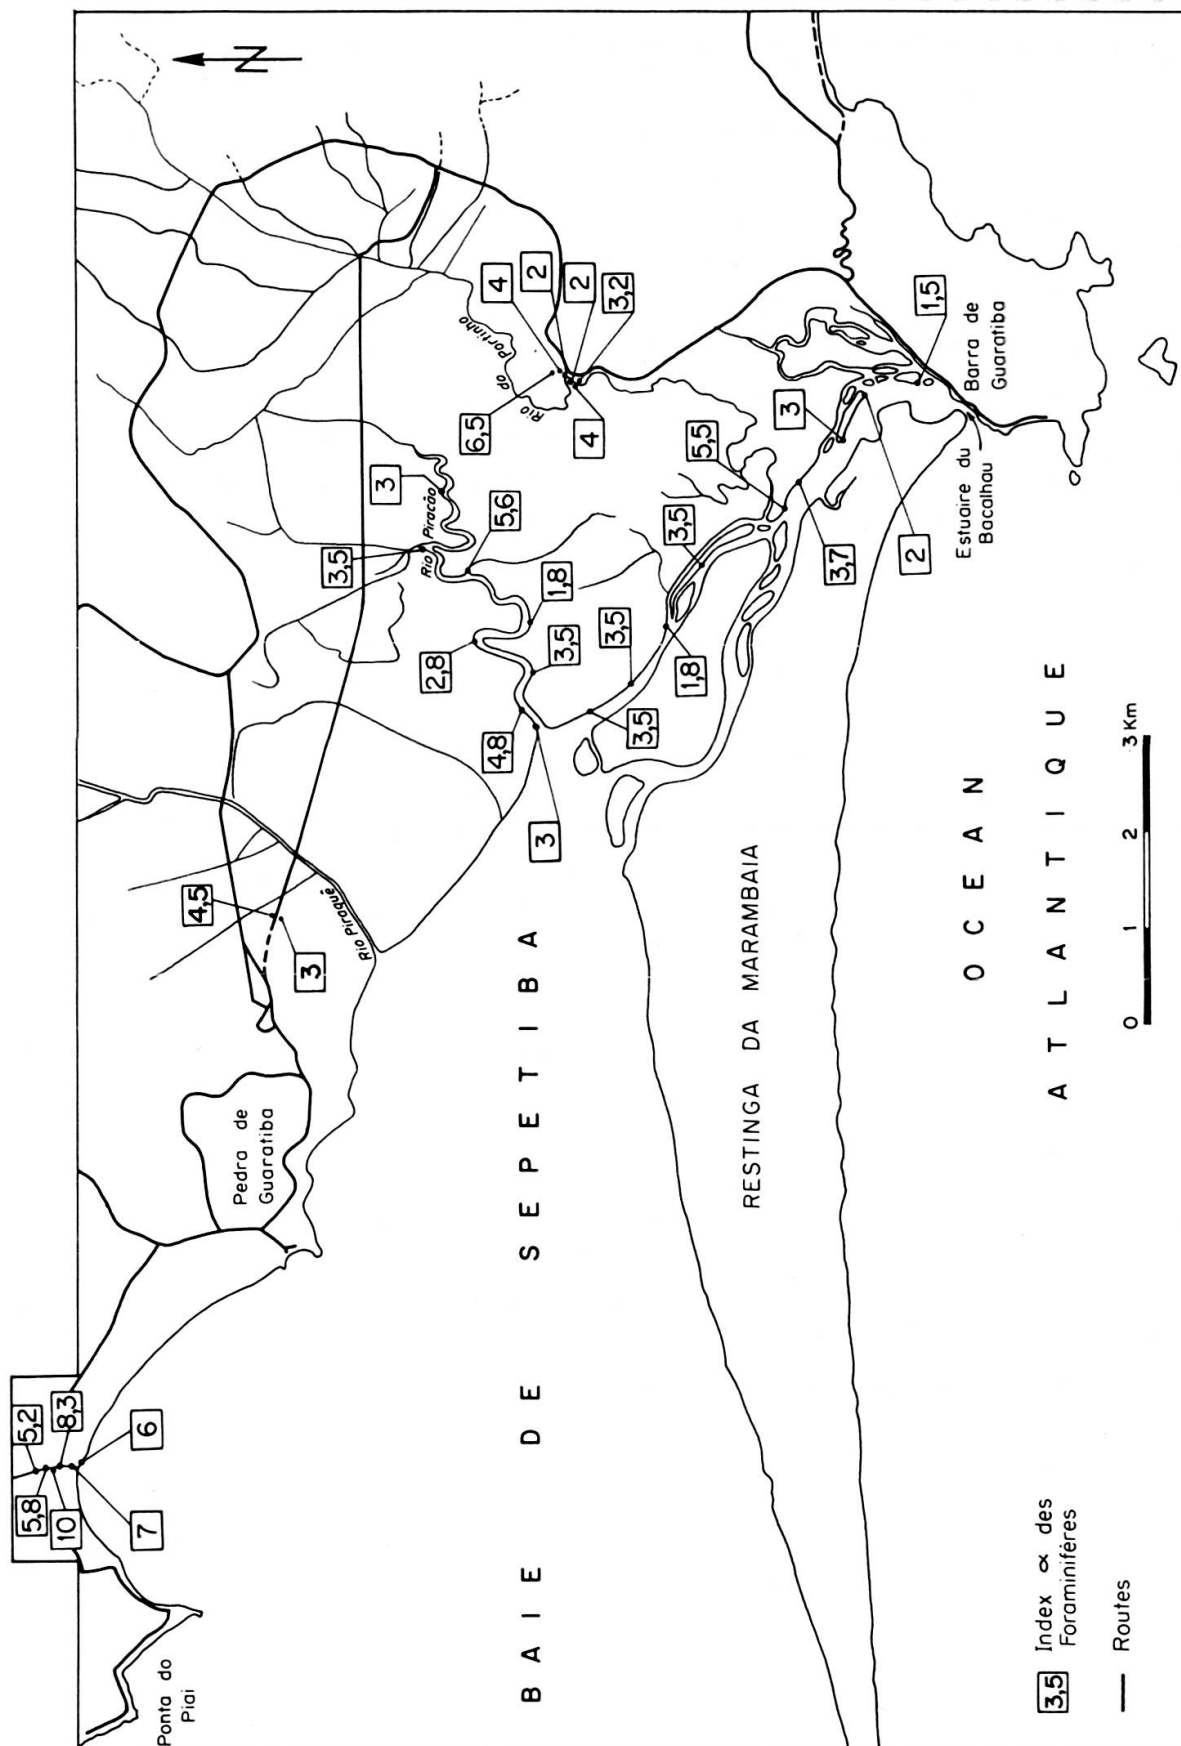 N
5,2
5,8
8,3
10
6
7
Ponta do
Piai
Pedra de
Guaratiba
4,5
3
Rio Piraquê
3,5
3
Rio Piracão
5,6
2,8
1,8
3,5
4,8
3
3,5
3,5
1,8
3,5
5,5
3,7
3
2
1,5
Rio do Portinho
6,5
4
2
2
3,2
4
Barra de
Guaratiba
Estuaire du
Bacalhau
BAIE DE SEPETIBA
RESTINGA DA MARAMBAIA
OCEAN
ATLANTIQUE
0 1 2 3 Km
3,5 Index ∝ des
Foraminifères
Routes